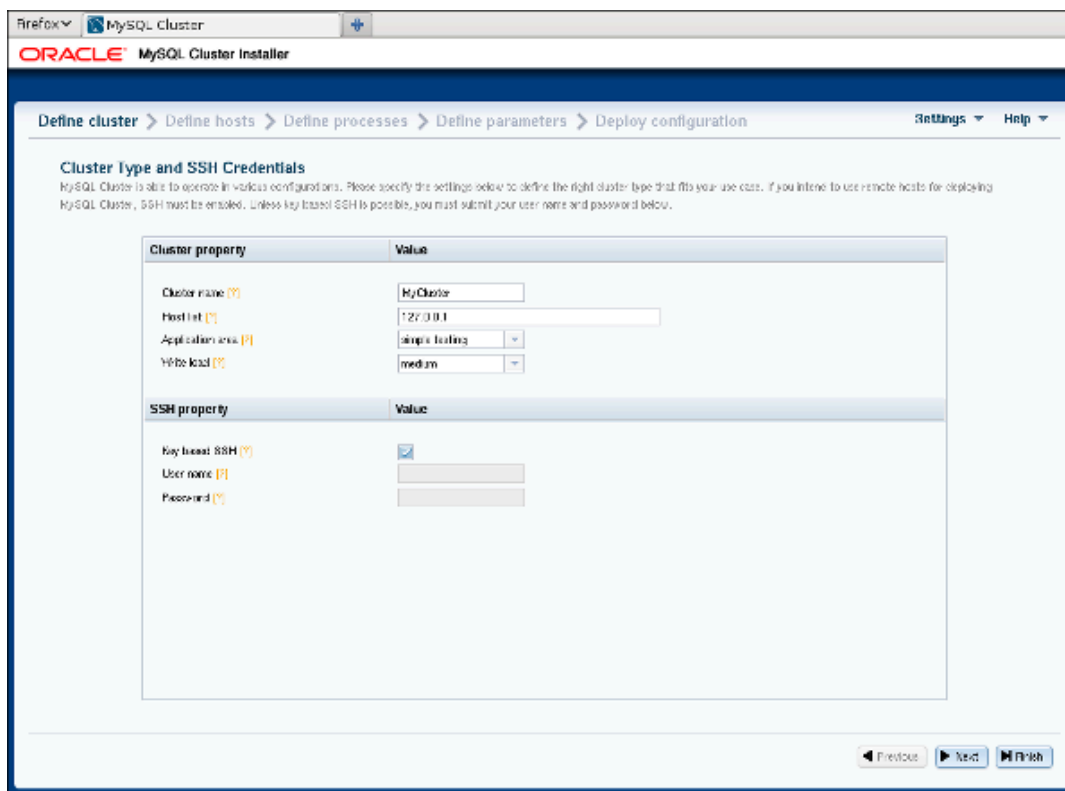 Firefox MySQL Cluster
ORACLE MySQL Cluster Installer
Define cluster Define hosts Define processes Define parameters Deploy configuration Settings Help
Cluster Type and SSH Credentials
MySQL Cluster is able to operate in various configurations. Please specify the settings below to define the right cluster type that fits your use case. If you intend to use remote hosts for deploying
MySQL Cluster, SSH must be enabled. Unless key based SSH is possible, you must submit your user name and password below.
Cluster property Value
Cluster name [?] MyCluster
Host list [?] 127.0.0.1
Application area [?] simple testing
Write load [?] medium
SSH property Value
Key based SSH [?]
User name [?]
Password [?]
Previous Next Finish